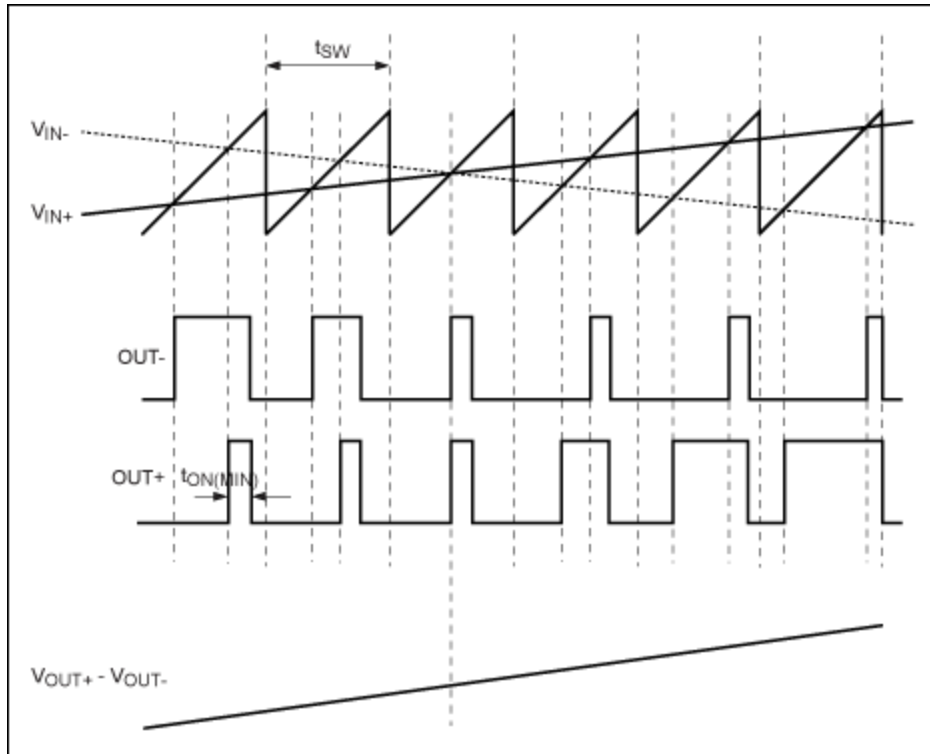 tSW
VIN-
VIN+
OUT-
OUT+
tON(MIN)
VOUT+ - VOUT-